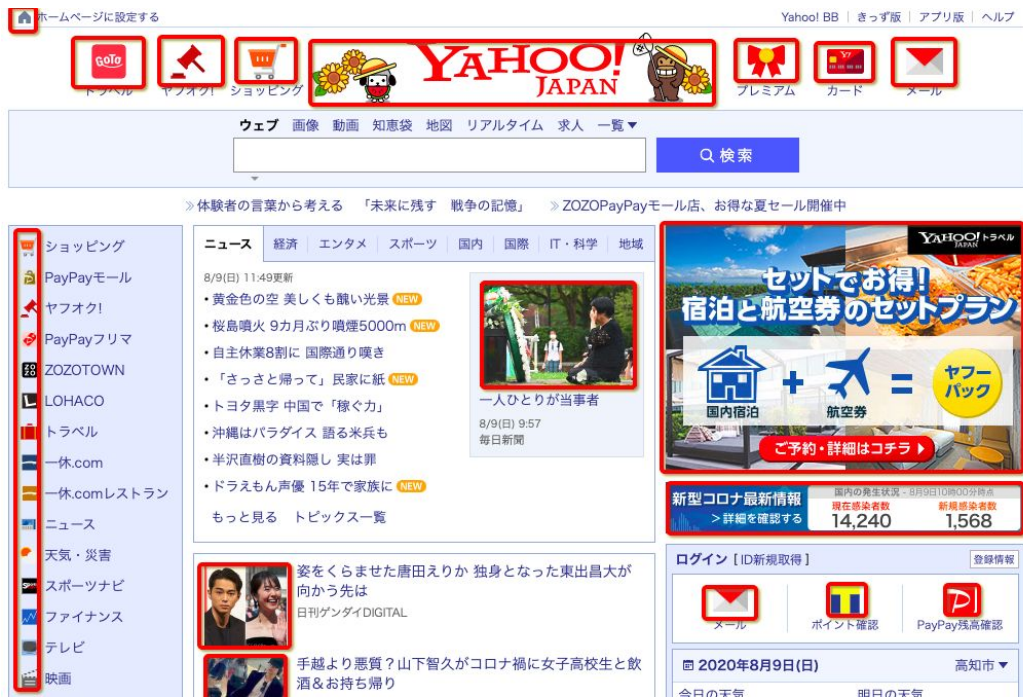 ホームページに設定する
Yahoo! BB
きっず版
アプリ版
ヘルプ
GoTo
トラベル
ヤフオク!
ショッピング
YAHOO!
JAPAN
プレミアム
カード
メール
ウェブ 画像 動画 知恵袋 地図 リアルタイム 求人 一覧▼
検索
≫体験者の言葉から考える 「未来に残す 戦争の記憶」
≫ZOZOPayPayモール店、お得な夏セール開催中
ショッピング
PayPayモール
ヤフオク!
PayPayフリマ
ZOZOTOWN
LOHACO
トラベル
一休.com
一休.comレストラン
ニュース
天気・災害
スポーツナビ
ファイナンス
テレビ
映画
ニュース 経済 エンタメ スポーツ 国内 国際 IT・科学 地域
8/9(日) 11:49更新
・黄金色の空 美しくも醜い光景 NEW
・桜島噴火 9カ月ぶり噴煙5000m NEW
・自主休業8割に 国際通り嘆き
・「さっさと帰って」民家に紙 NEW
・トヨタ黒字 中国で「稼ぐ力」
・沖縄はパラダイス 語る米兵も
・半沢直樹の資料隠し 実は罪
・ドラえもん声優 15年で家族に NEW
もっと見る トピックス一覧
一人ひとりが当事者
8/9(日) 9:57
毎日新聞
姿をくらませた唐田えりか 独身となった東出昌大が
向かう先は
日刊ゲンダイDIGITAL
手越より悪質？山下智久がコロナ禍に女子高校生と飲
酒＆お持ち帰り
YAHOO! JAPAN トラベル
セットでお得!
宿泊と航空券のセットプラン
国内宿泊
+
航空券
=
ヤフー
パック
ご予約・詳細はコチラ
新型コロナ最新情報
＞詳細を確認する
国内の発生状況 - 8月9日10時00分時点
現在感染者数
14,240
新規感染者数
1,568
ログイン [ ID新規取得 ]
登録情報
メール
ポイント確認
PayPay残高確認
2020年8月9日(日)
高知市▼
今日の天気
明日の天気